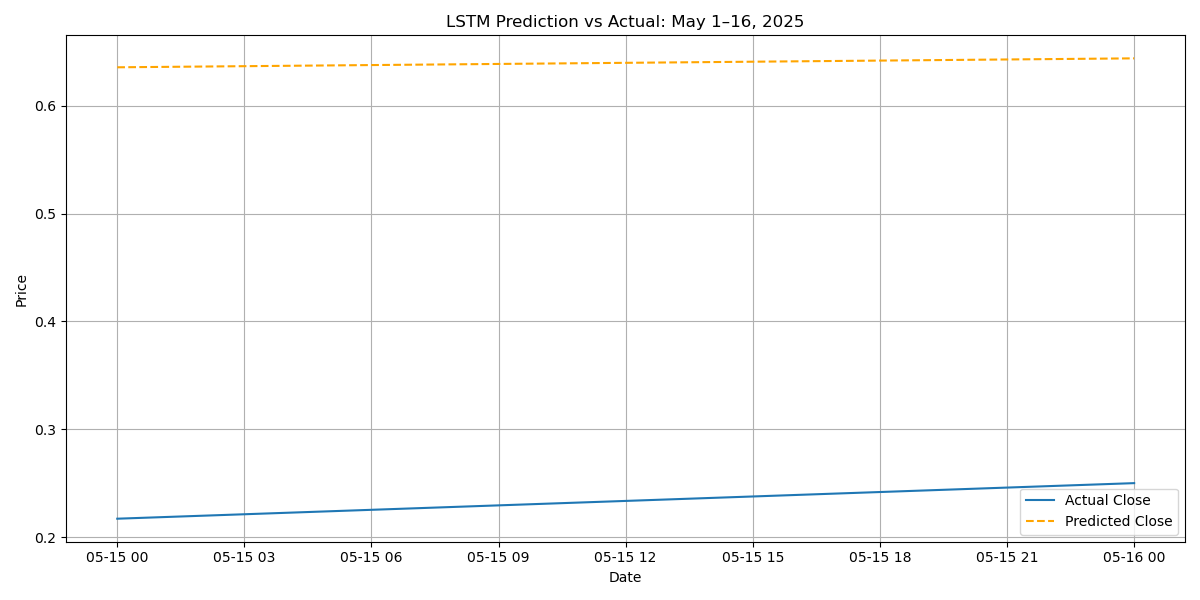 LSTM Prediction vs Actual: May 1–16, 2025
Price
0.6
0.5
0.4
0.3
0.2
Actual Close
Predicted Close
05-15 00
05-15 03
05-15 06
05-15 09
05-15 12
05-15 15
05-15 18
05-15 21
05-16 00
Date